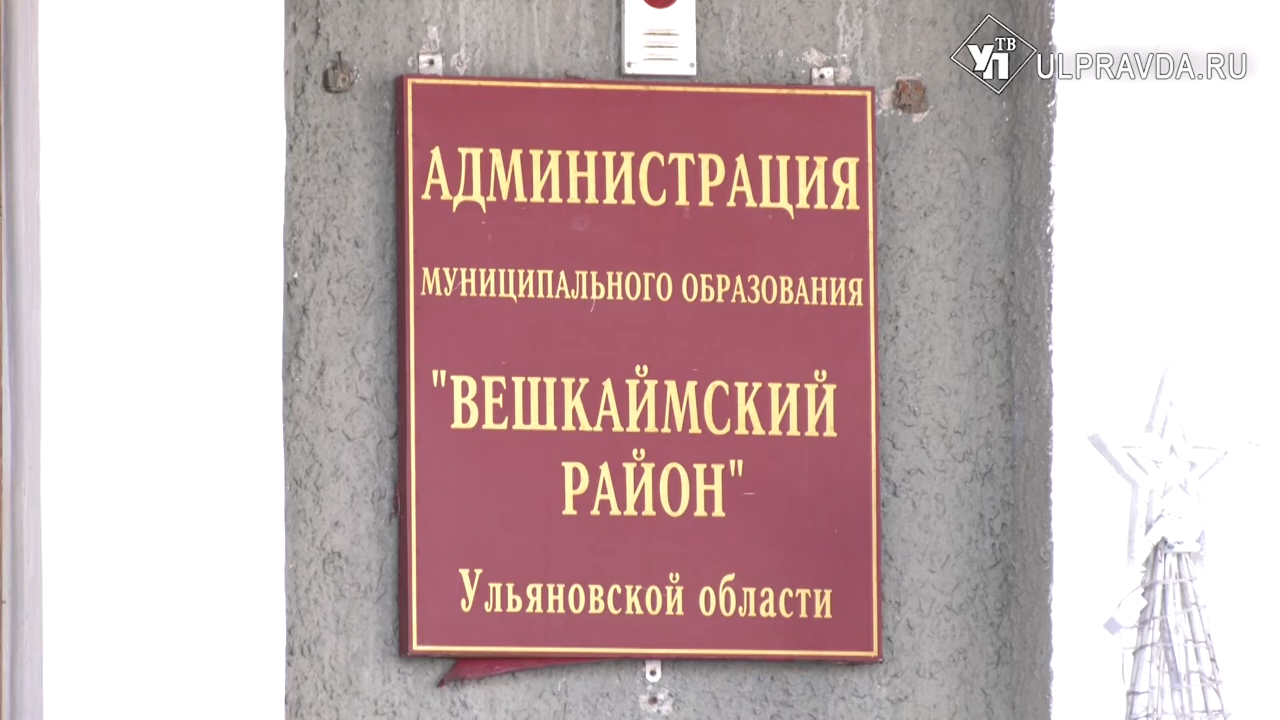 УП ТВ ULPRAVDA.RU
АДМИНИСТРАЦИЯ
МУНИЦИПАЛЬНОГО ОБРАЗОВАНИЯ
"ВЕШКАЙМСКИЙ
РАЙОН"
Ульяновской области